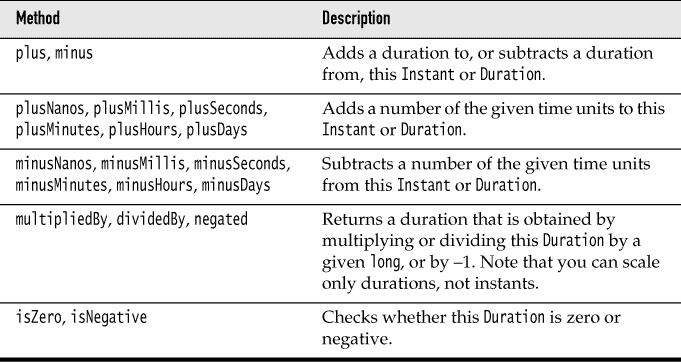 Method Description
plus, minus Adds a duration to, or subtracts a duration
from, this Instant or Duration.
plusNanos, plusMillis, plusSeconds, Adds a number of the given time units to this
plusMinutes, plusHours, plusDays Instant or Duration.
minusNanos, minusMillis, minusSeconds, Subtracts a number of the given time units
minusMinutes, minusHours, minusDays from this Instant or Duration.
multipliedBy, dividedBy, negated Returns a duration that is obtained by
multiplying or dividing this Duration by a
given long, or by –1. Note that you can scale
only durations, not instants.
isZero, isNegative Checks whether this Duration is zero or
negative.